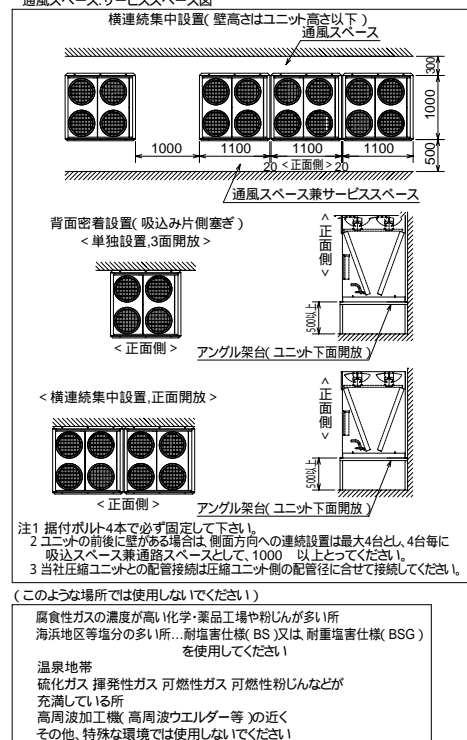 通風スペース.サービススペース図
横連続集中設置( 壁高さはユニット高さ以下 )
通風スペース
300
1000
500
1000
1100
1100
1100
20
<正面側>
20
通風スペース兼サービススペース
背面密着設置( 吸込み片側塞ぎ )
< 単独設置,3面開放 >
<正面側>
<正面側>
500以上
アングル架台( ユニット下面開放 )
< 横連続集中設置,正面開放 >
<正面側>
<正面側>
500以上
アングル架台( ユニット下面開放 )
注1 据付ボルト4本で必ず固定して下さい。
2 ユニットの前後に壁がある場合は, 側面方向への連続設置は最大4台とし, 4台毎に
吸込スペース兼通路スペースとして、1000 以上とってください。
3 当社圧縮ユニットとの配管接続は圧縮ユニット側の配管径に合せて接続してください。
( このような場所では使用しないでください )
腐食性ガスの濃度が高い化学・薬品工場や粉じんが多い所
海浜地区等塩分の多い所…耐塩害仕様( BS )又は, 耐重塩害仕様( BSG )
を使用してください
温泉地帯
硫化ガス 揮発性ガス 可燃性ガス 可燃性粉じんなどが
充満している所
高周波加工機( 高周波ウエルダー等 )の近く
その他、特殊な環境では使用しないでください